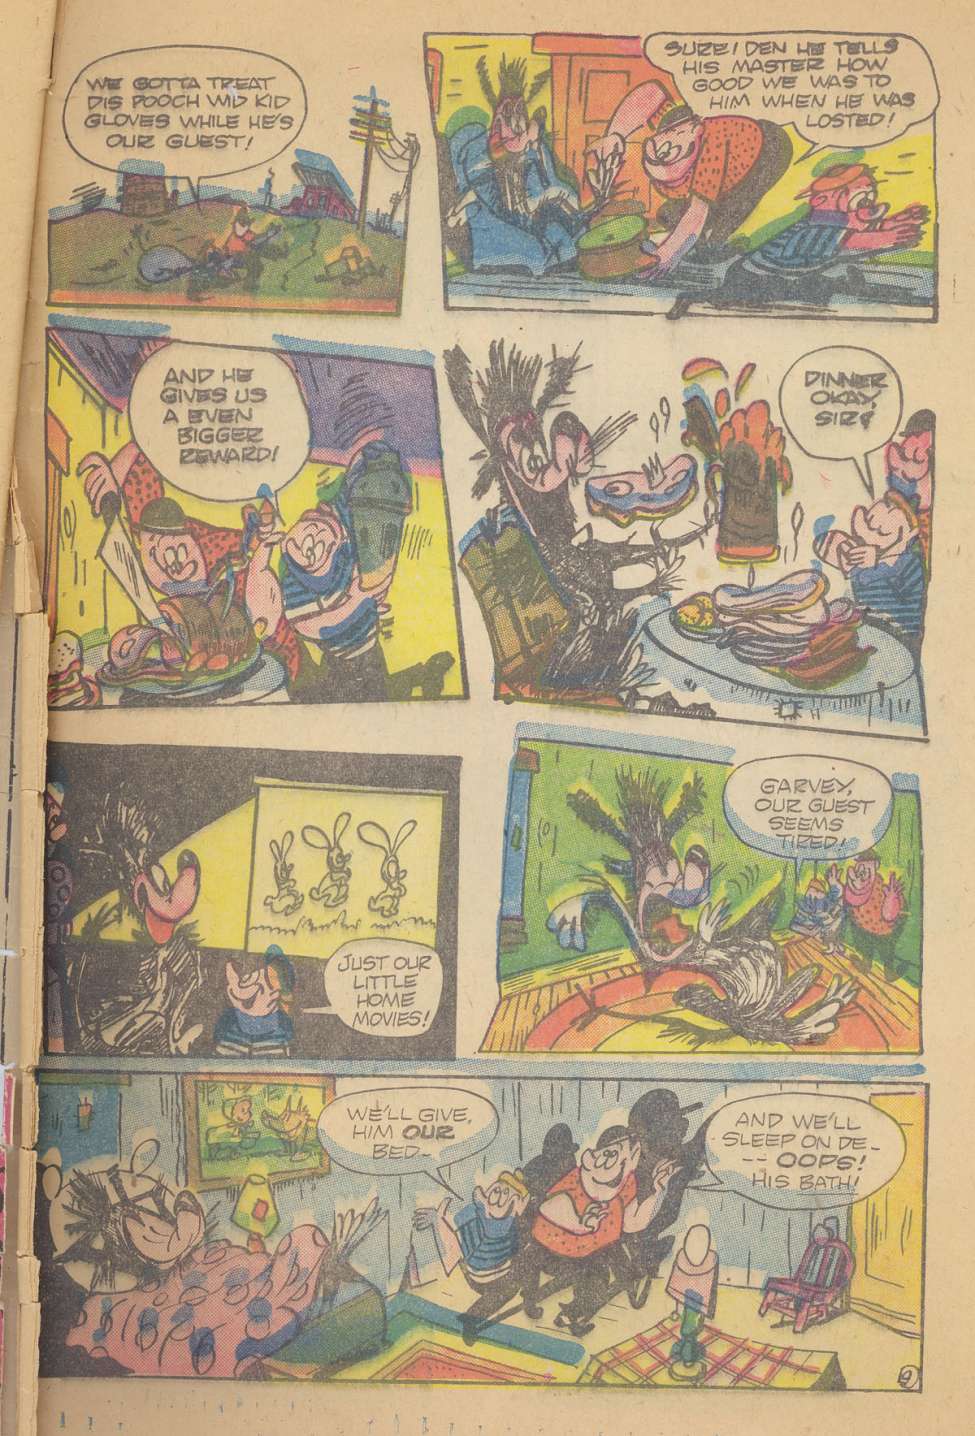 WE GOTTA TREAT
DIS POOCH WID KID
GLOVES WHILE HE'S
OUR GUEST!
SURE! DEN HE TELLS
HIS MASTER HOW
GOOD WE WAS TO
HIM WHEN HE WAS
LOSTED!
AND HE
GIVES US
A EVEN
BIGGER
REWARD!
DINNER
OKAY,
SIR?
JUST OUR
LITTLE
HOME
MOVIES!
GARVEY,
OUR GUEST
SEEMS
TIRED!
WE'LL GIVE
HIM OUR
BED--
AND WE'LL
SLEEP ON DE--
-- OOPS!
HIS BATH!
9